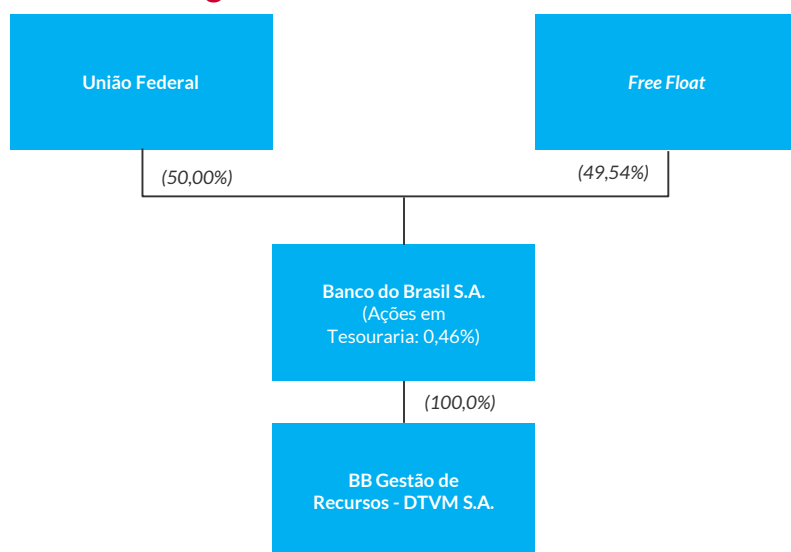 União Federal
Free Float
(50,00%)
(49,54%)
Banco do Brasil S.A.
(Ações em
Tesouraria: 0,46%)
(100,0%)
BB Gestão de
Recursos - DTVM S.A.